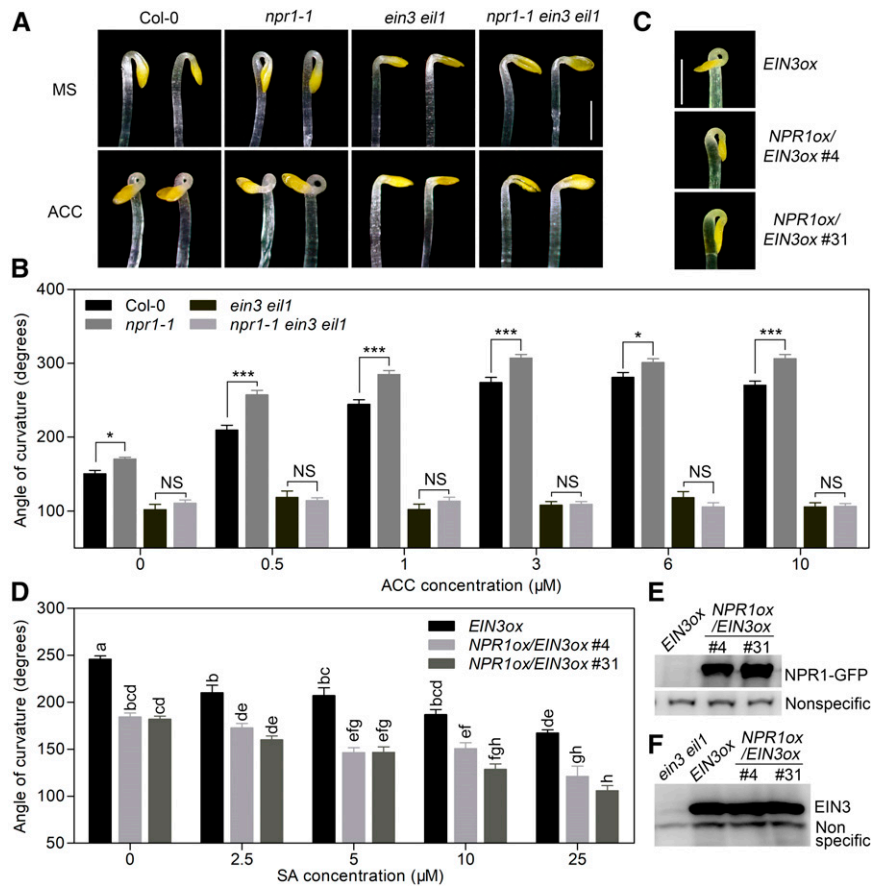 A
Col-0
npr1-1
ein3 eil1
npr1-1 ein3 eil1
MS
ACC
C
EIN3ox
NPR1ox/
EIN3ox #4
NPR1ox/
EIN3ox #31
B
Angle of curvature (degrees)
400
300
200
100
Col-0
npr1-1
ein3 eil1
npr1-1 ein3 eil1
*
NS
***
NS
***
NS
***
NS
*
NS
***
NS
0
0.5
1
3
6
10
ACC concentration (µM)
D
Angle of curvature (degrees)
300
250
200
150
100
50
EIN3ox
NPR1ox/EIN3ox #4
NPR1ox/EIN3ox #31
a
bcd
cd
b
de
de
bc
efg
efg
bcd
ef
fgh
de
gh
h
0
2.5
5
10
25
SA concentration (µM)
E
EIN3ox
NPR1ox
/EIN3ox
#4
#31
NPR1-GFP
Nonspecific
F
ein3 eil1
EIN3ox
NPR1ox
/EIN3ox
#4
#31
EIN3
Non
specific